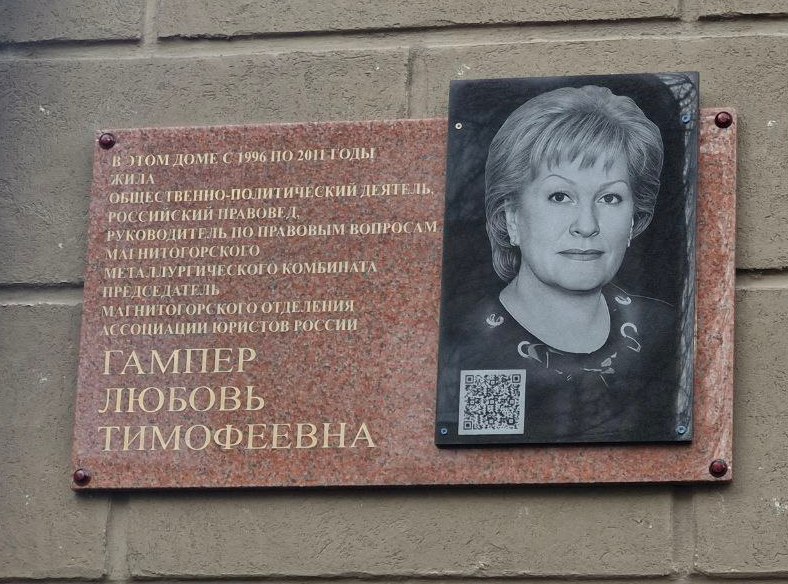 В ЭТОМ ДОМЕ С 1996 ПО 2011 ГОДЫ
ЖИЛА
ОБЩЕСТВЕННО-ПОЛИТИЧЕСКИЙ ДЕЯТЕЛЬ,
РОССИЙСКИЙ ПРАВОВЕД,
РУКОВОДИТЕЛЬ ПО ПРАВОВЫМ ВОПРОСАМ
МАГНИТОГОРСКОГО
МЕТАЛЛУРГИЧЕСКОГО КОМБИНАТА
ПРЕДСЕДАТЕЛЬ
МАГНИТОГОРСКОГО ОТДЕЛЕНИЯ
АССОЦИАЦИИ ЮРИСТОВ РОССИИ
ГАМПЕР
ЛЮБОВЬ
ТИМОФЕЕВНА